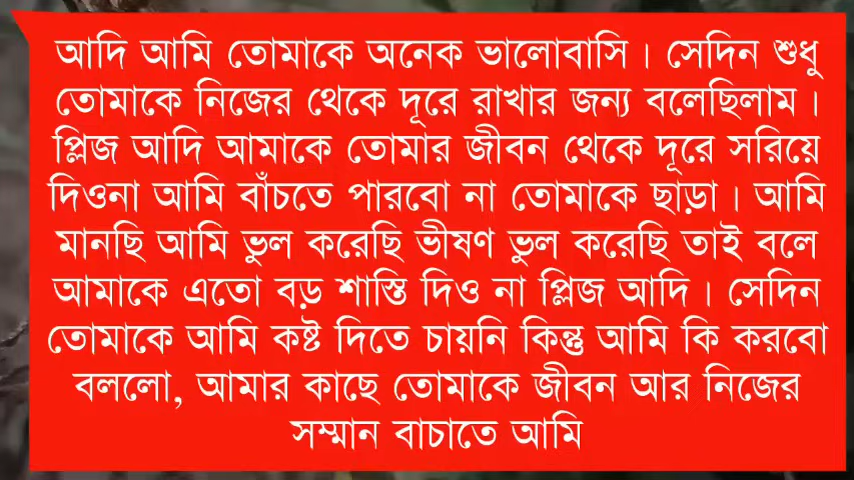 আদি আমি তোমাকে অনেক ভালোবাসি । সেদিন শুধু
তোমাকে নিজের থেকে দূরে রাখার জন্য বলেছিলাম ।
প্লিজ আদি আমাকে তোমার জীবন থেকে দূরে সরিয়ে
দিওনা আমি বাঁচতে পারবো না তোমাকে ছাড়া । আমি
মানছি আমি ভুল করেছি ভীষণ ভুল করেছি তাই বলে
আমাকে এতো বড় শাস্তি দিও না প্লিজ আদি । সেদিন
তোমাকে আমি কষ্ট দিতে চায়নি কিন্তু আমি কি করবো
বললো, আমার কাছে তোমাকে জীবন আর নিজের
সম্মান বাচাতে আমি